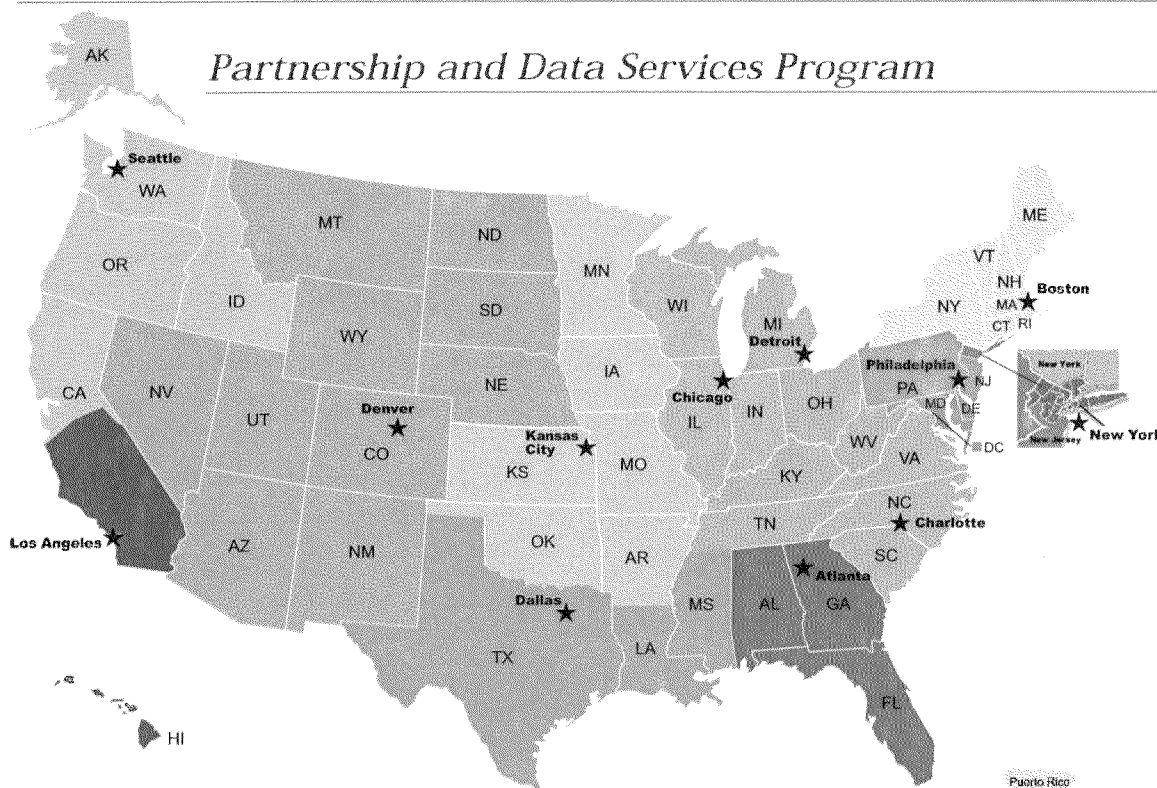 AK
Partnership and Data Services Program
Seattle
WA
MT
ND
MN
ME
OR
ID
SD
WI
MI
VT
NH
Boston
NY
MA
CT
RI
WY
Detroit
NE
IA
Philadelphia
New York
CA
NV
UT
Denver
CO
Chicago
IL
IN
OH
PA
NJ
MD
DE
New Jersey
New York
Kansas
City
KS
MO
WV
VA
DC
KY
NC
Charlotte
TN
Los Angeles
AZ
NM
OK
AR
SC
Atlanta
Dallas
TX
LA
MS
AL
GA
FL
HI
Puerto Rico